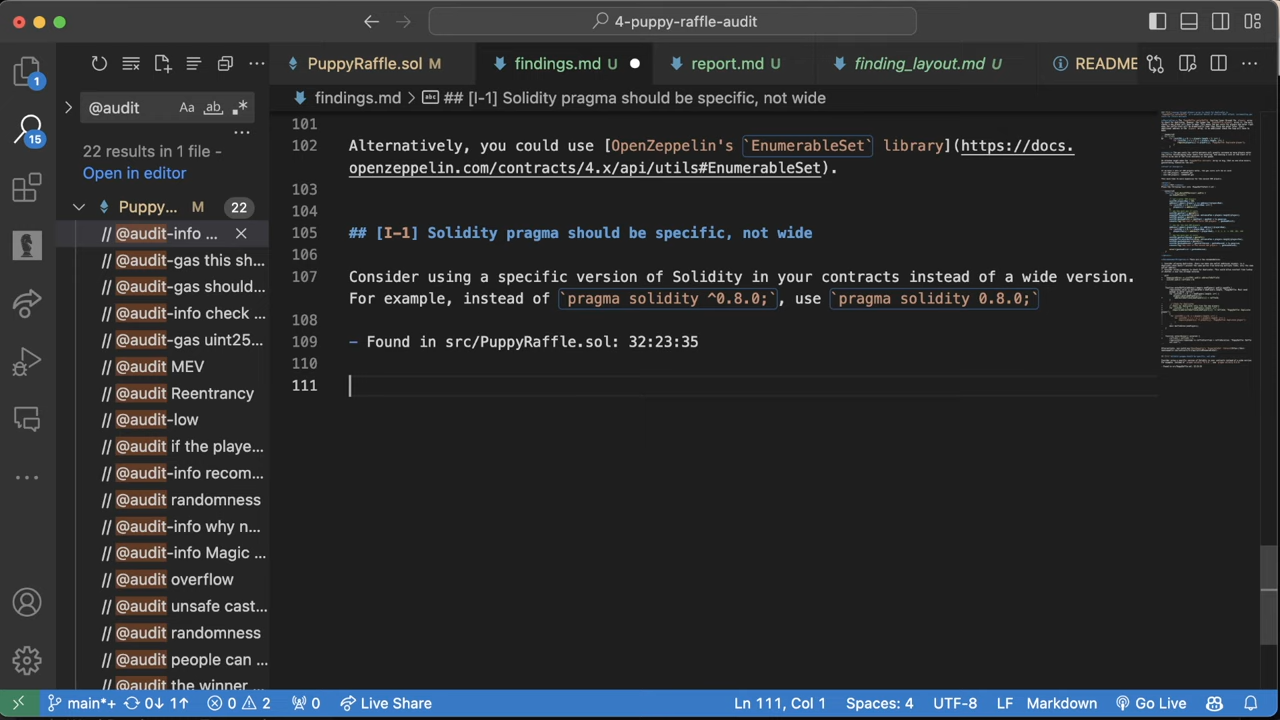 4-puppy-raffle-audit
PuppyRaffle.sol M
findings.md U
report.md U
finding_layout.md U
README
@audit
Aa
ab
findings.md > abc ## [I-1] Solidity pragma should be specific, not wide
22 results in 1 file -
Open in editor
Puppy... M 22
// @audit-info ...
// @audit-gas this sh...
// @audit-gas should...
// @audit-info check ...
// @audit-gas uint25...
// @audit MEV
// @audit Reentrancy
// @audit-low
// @audit if the playe...
// @audit-info recom...
// @audit randomness
// @audit-info why n...
// @audit-info Magic ...
// @audit overflow
// @audit unsafe cast...
// @audit randomness
// @audit people can ...
// @audit the winner
1
15
101
102 Alternatively, you could use [OpenZeppelin's `EnumerableSet` library](https://docs.
openzeppelin.com/contracts/4.x/api/utils#EnumerableSet).
103
104
105 ## [I-1] Solidity pragma should be specific, not wide
106
107 Consider using a specific version of Solidity in your contracts instead of a wide version.
For example, instead of `pragma solidity ^0.8.0;`, use `pragma solidity 0.8.0;`
108
109 - Found in src/PuppyRaffle.sol: 32:23:35
110
111
main*+ 0↓ 1↑ 0 2 0 Live Share
Ln 111, Col 1 Spaces: 4 UTF-8 LF Markdown Go Live